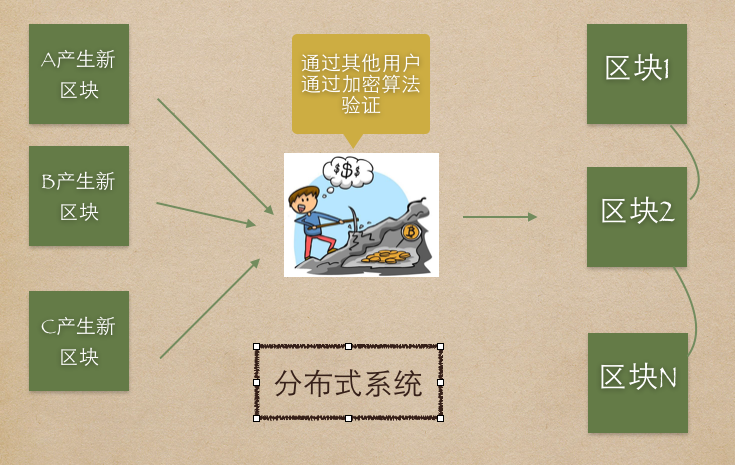 A产生新
区块
B产生新
区块
C产生新
区块
通过其他用户
通过加密算法
验证
$$$
B
分布式系统
区块1
区块2
区块N